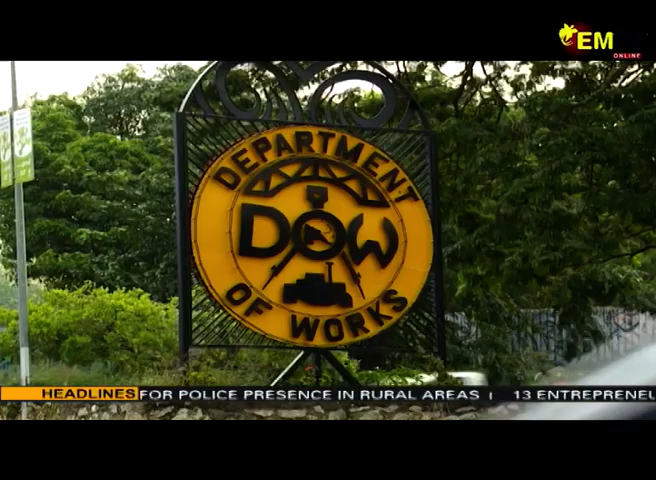 EM
ONLINE
DEPARTMENT
DOW
OF WORKS
HEADLINES FOR POLICE PRESENCE IN RURAL AREAS | 13 ENTREPRENEU